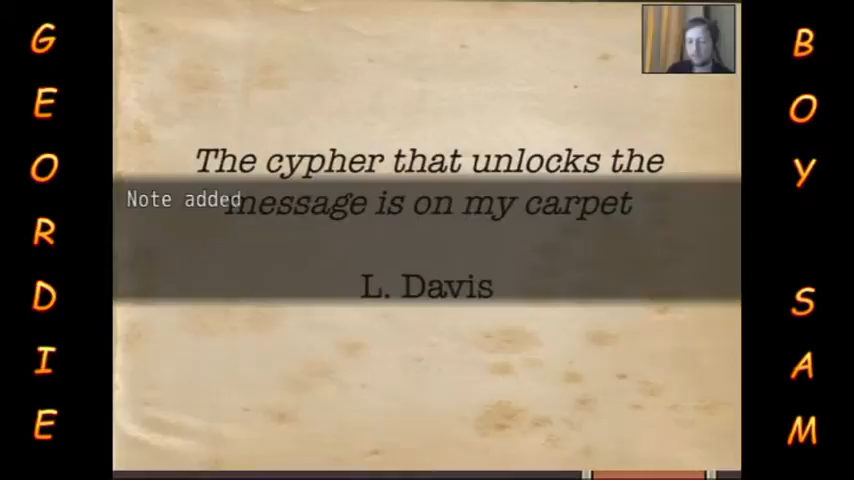 GEORDIE
The cypher that unlocks the
Note added
message is on my carpet
L. Davis
BOY SAM